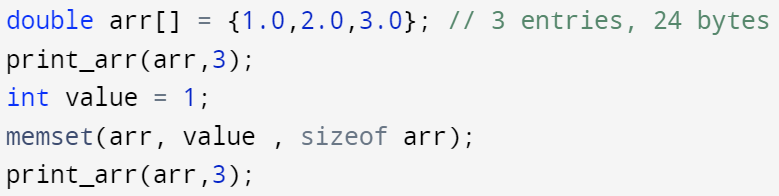 double arr[] = {1.0,2.0,3.0}; // 3 entries, 24 bytes
print_arr(arr,3);
int value = 1;
memset(arr, value , sizeof arr);
print_arr(arr,3);